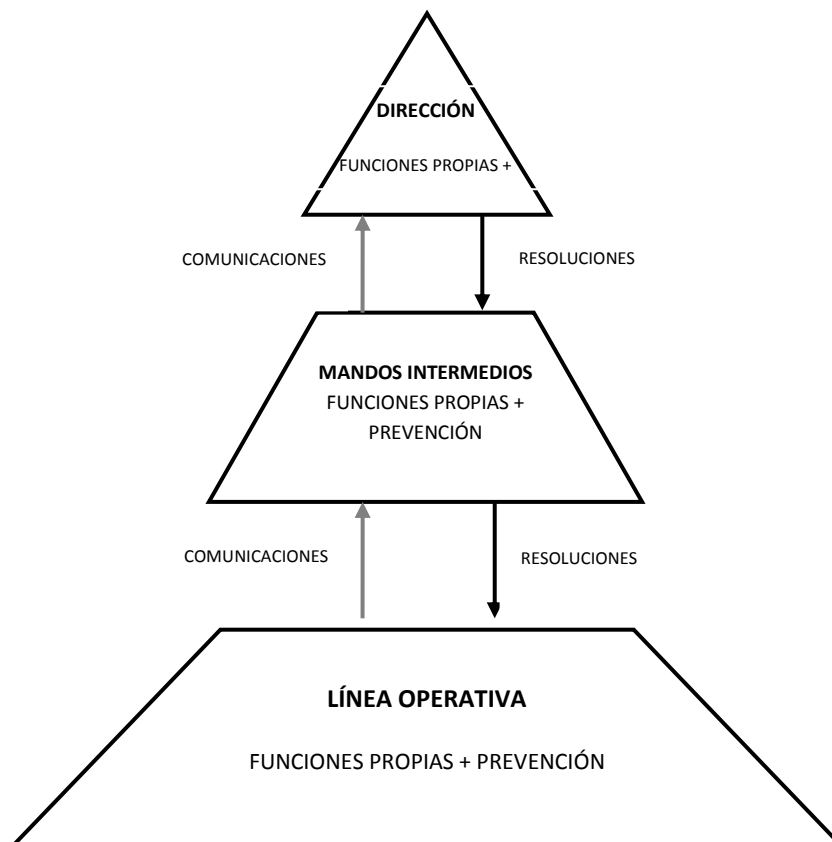 DIRECCIÓN
FUNCIONES PROPIAS +
COMUNICACIONES
RESOLUCIONES
MANDOS INTERMEDIOS
FUNCIONES PROPIAS +
PREVENCIÓN
COMUNICACIONES
RESOLUCIONES
LÍNEA OPERATIVA
FUNCIONES PROPIAS + PREVENCIÓN